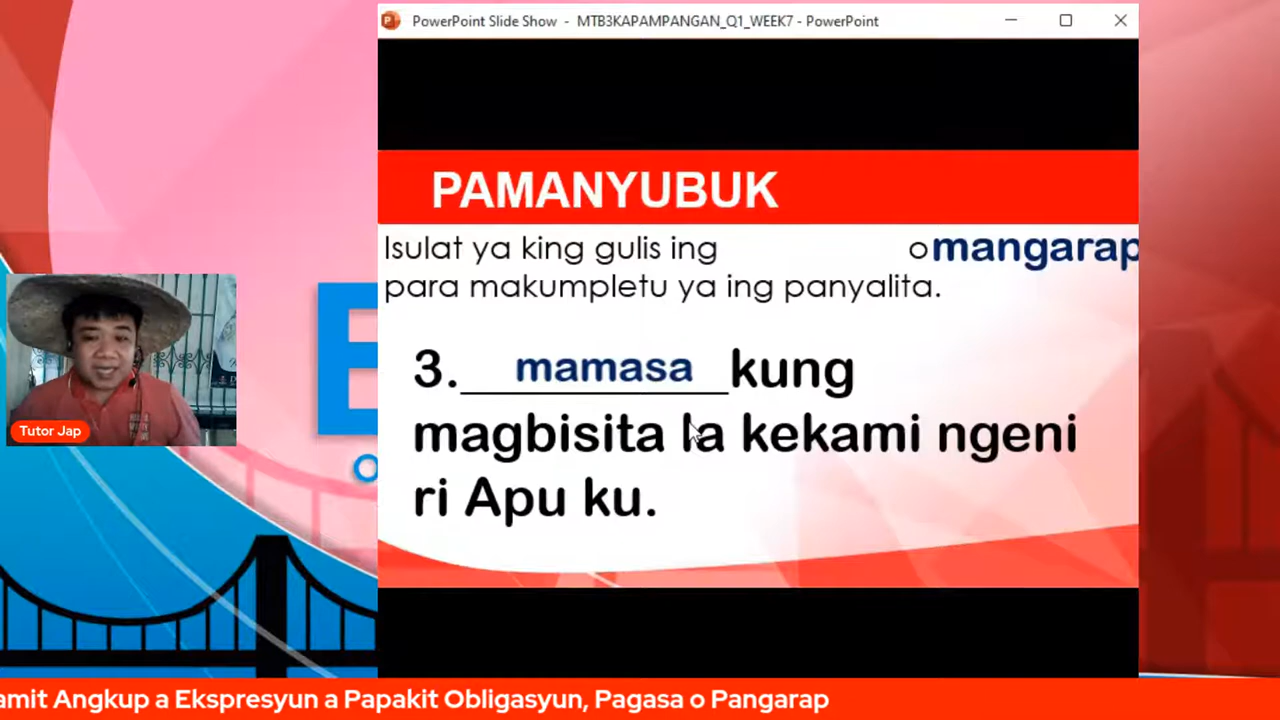 PowerPoint Slide Show - MTB3KAPAMPANGAN_Q1_WEEK7 - PowerPoint
PAMANYUBUK
Isulat ya king gulis ing o mangarap
para makumpletu ya ing panyalita.
3. mamasa kung
magbisita la kekami ngeni
ri Apu ku.
Tutor Jap
amit Angkup a Ekspresyun a Papakit Obligasyun, Pagasa o Pangarap